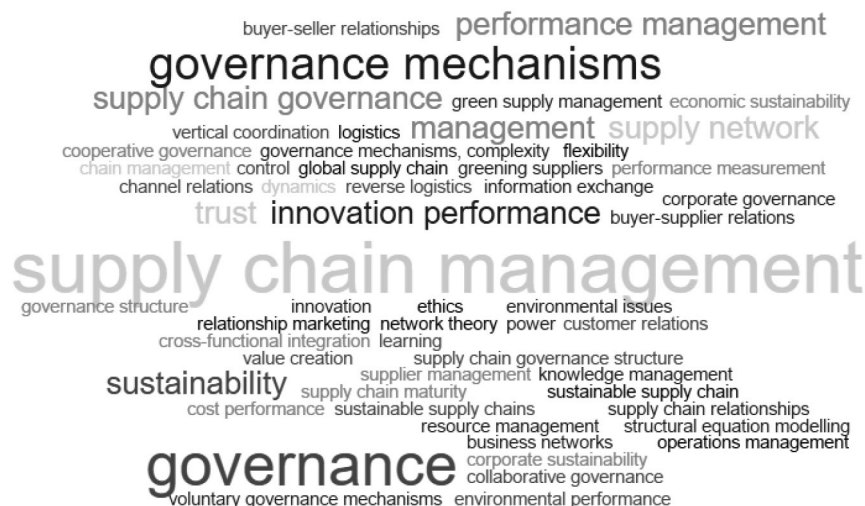 buyer-seller relationships performance management
governance mechanisms
supply chain governance green supply management economic sustainability
vertical coordination logistics management supply network
cooperative governance governance mechanisms, complexity flexibility
chain management control global supply chain greening suppliers performance measurement
channel relations dynamics reverse logistics information exchange
corporate governance
trust innovation performance buyer-supplier relations
supply chain management
governance structure innovation ethics environmental issues
relationship marketing network theory power customer relations
cross-functional integration learning
value creation supply chain governance structure
sustainability supplier management knowledge management
supply chain maturity sustainable supply chain
cost performance sustainable supply chains supply chain relationships
resource management structural equation modelling
business networks operations management
governance corporate sustainability
collaborative governance
voluntary governance mechanisms environmental performance